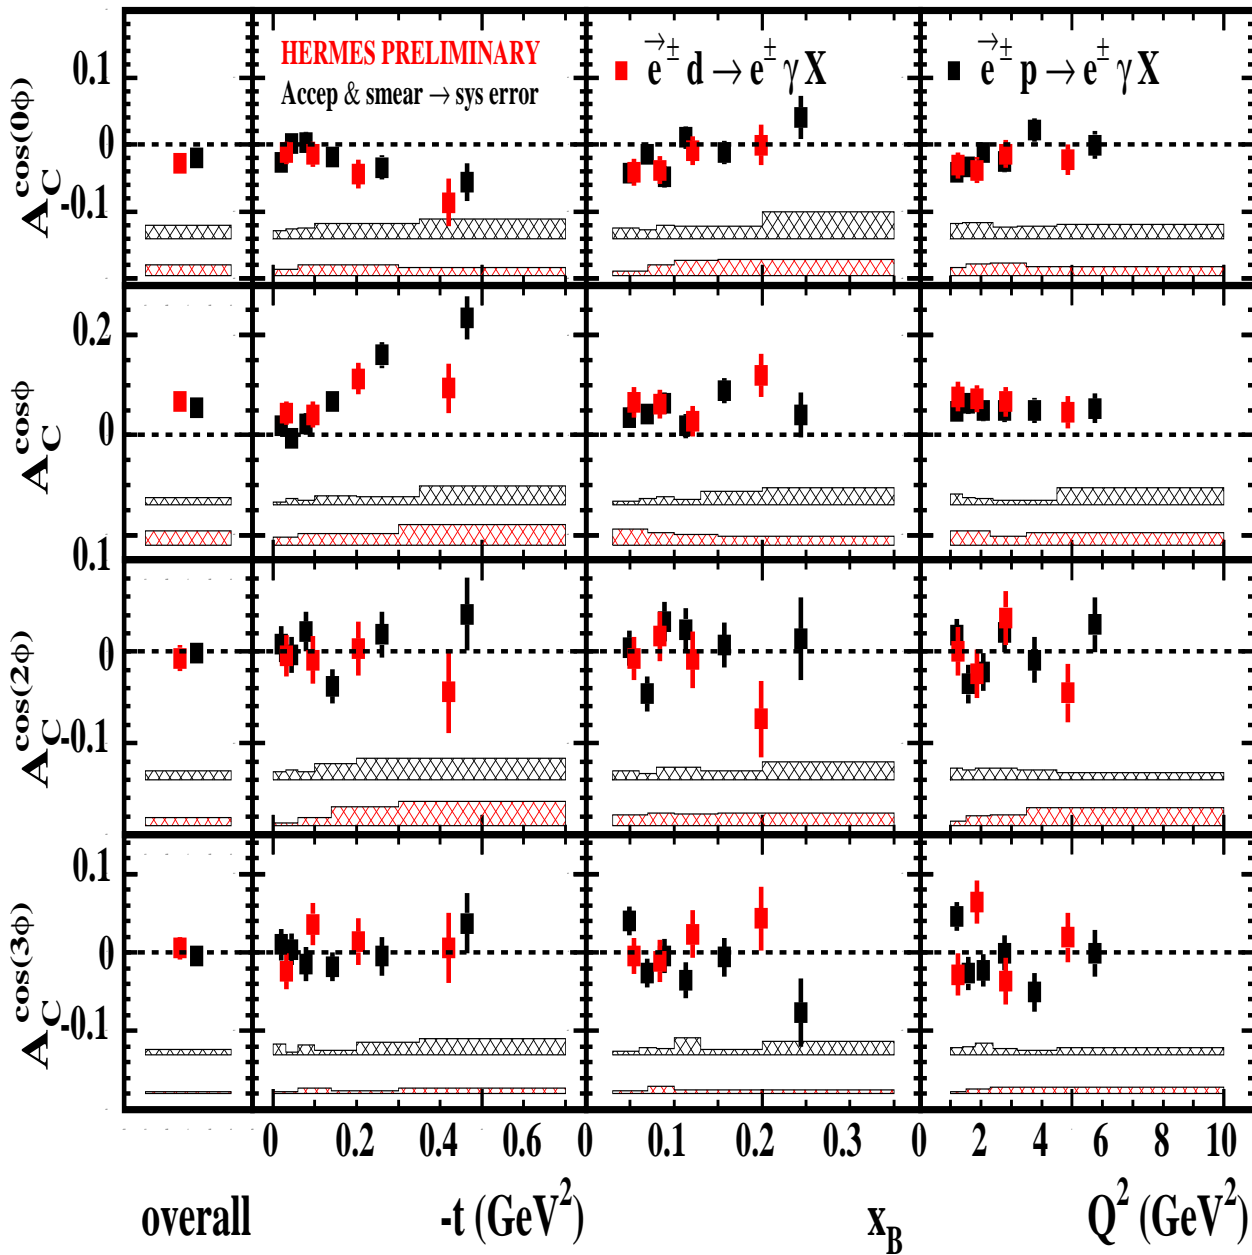 HERMES PRELIMINARY
Accep & smear → sys error
e⃗± d → e± γ X
e⃗± p → e± γ X
A_C^cos(0ϕ)
0.1
0
-0.1
A_C^cosϕ
0.2
0
A_C^cos(2ϕ)
0.1
0
-0.1
A_C^cos(3ϕ)
0.1
0
-0.1
0 0.2 0.4 0.6 0 0.1 0.2 0.3 0 2 4 6 8 10
overall -t (GeV²) x_B Q² (GeV²)